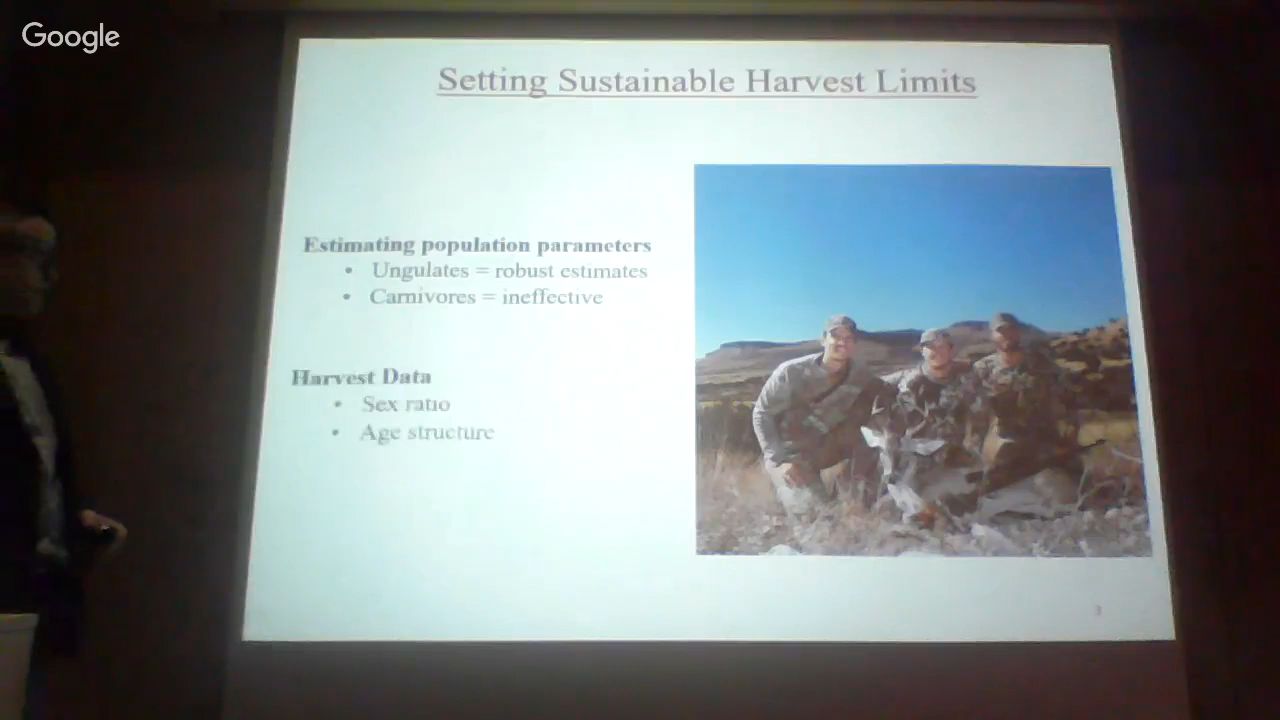 Google
Setting Sustainable Harvest Limits
Estimating population parameters
• Ungulates = robust estimates
• Carnivores = ineffective
Harvest Data
• Sex ratio
• Age structure
3